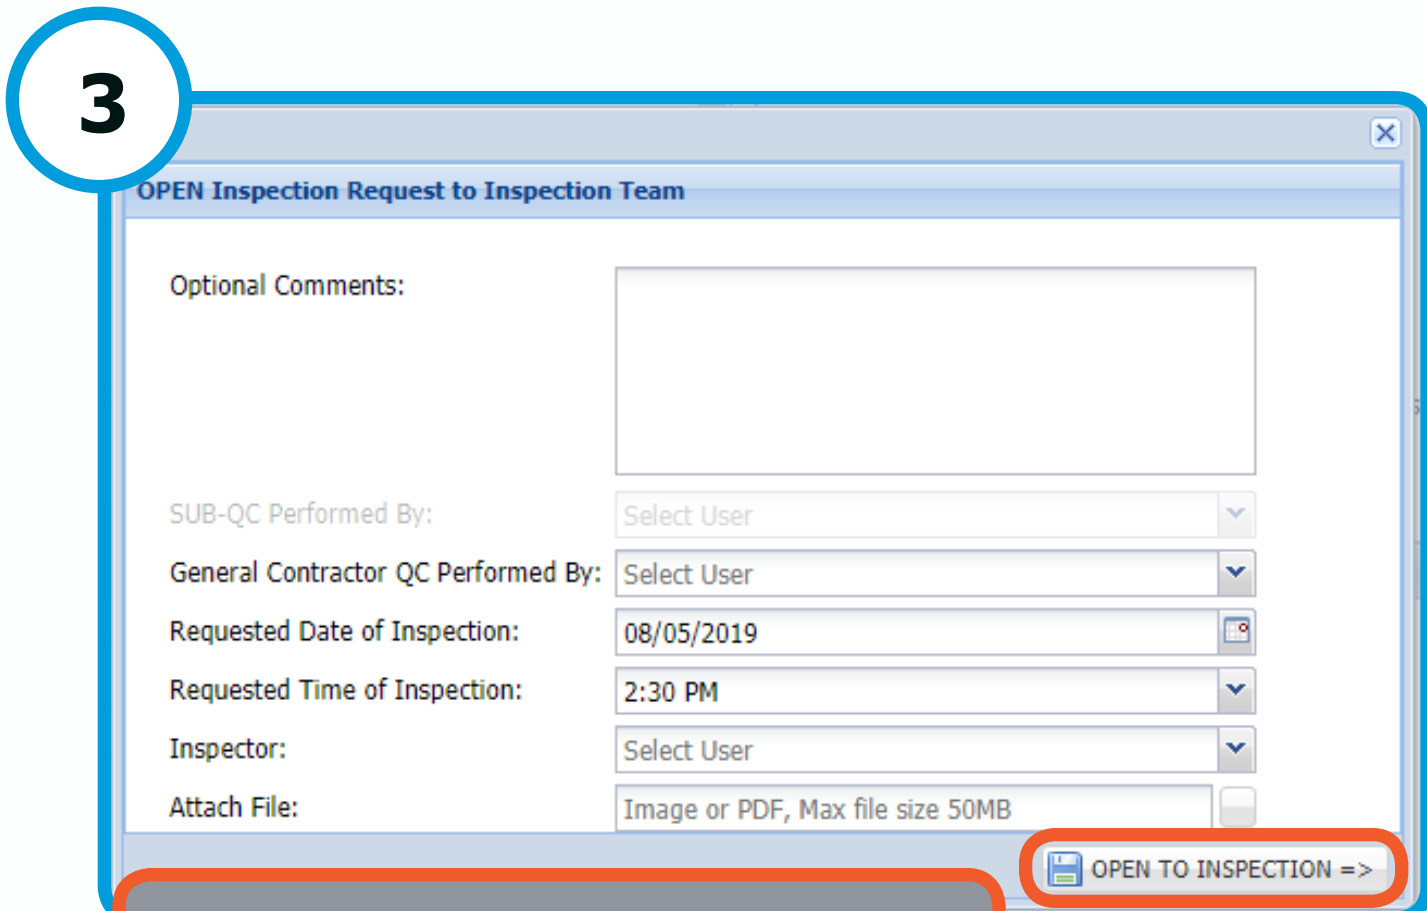 3
OPEN Inspection Request to Inspection Team
Optional Comments:
SUB-QC Performed By: Select User
General Contractor QC Performed By: Select User
Requested Date of Inspection: 08/05/2019
Requested Time of Inspection: 2:30 PM
Inspector: Select User
Attach File: Image or PDF, Max file size 50MB
OPEN TO INSPECTION =>